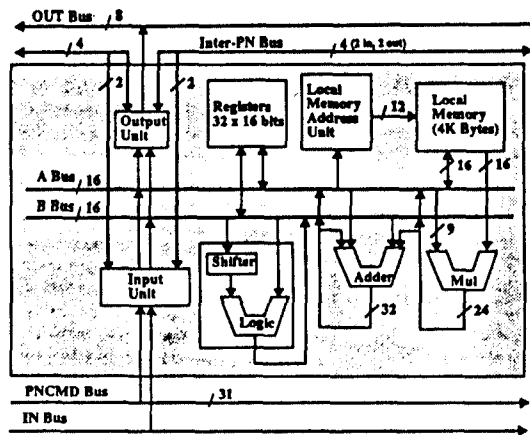 OUT Bus 8
4 Inter-PN Bus 4 (2 in, 2 out)
2 2
Output
Unit
Registers
32 x 16 bits
Local
Memory
Address
Unit
12
Local
Memory
(4K Bytes)
16 16
A Bus 16
B Bus 16
9
Shifter
Input
Unit
Logic
Adder
Mul
32
24
PNCMD Bus 31
IN Bus